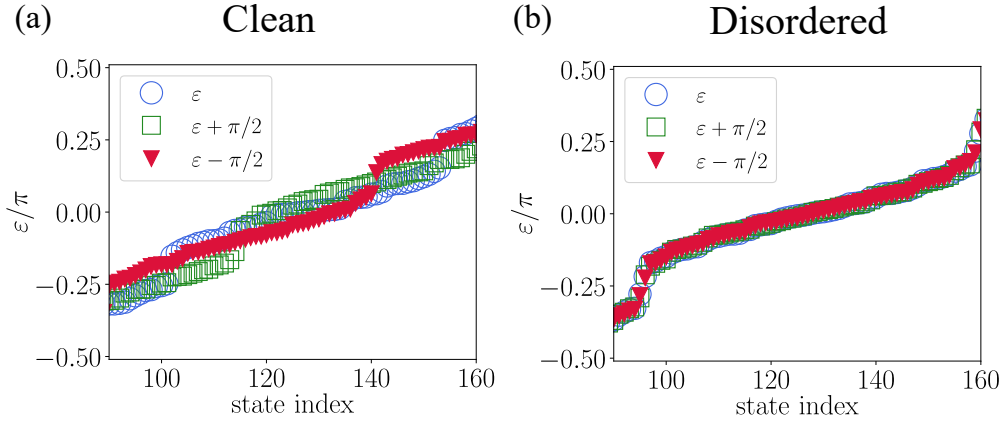 (a) Clean
0.50
0.25
0.00
−0.25
−0.50
ε/π
ε
ε + π/2
ε − π/2
100 120 140 160
state index
(b) Disordered
0.50
0.25
0.00
−0.25
−0.50
ε/π
ε
ε + π/2
ε − π/2
100 120 140 160
state index